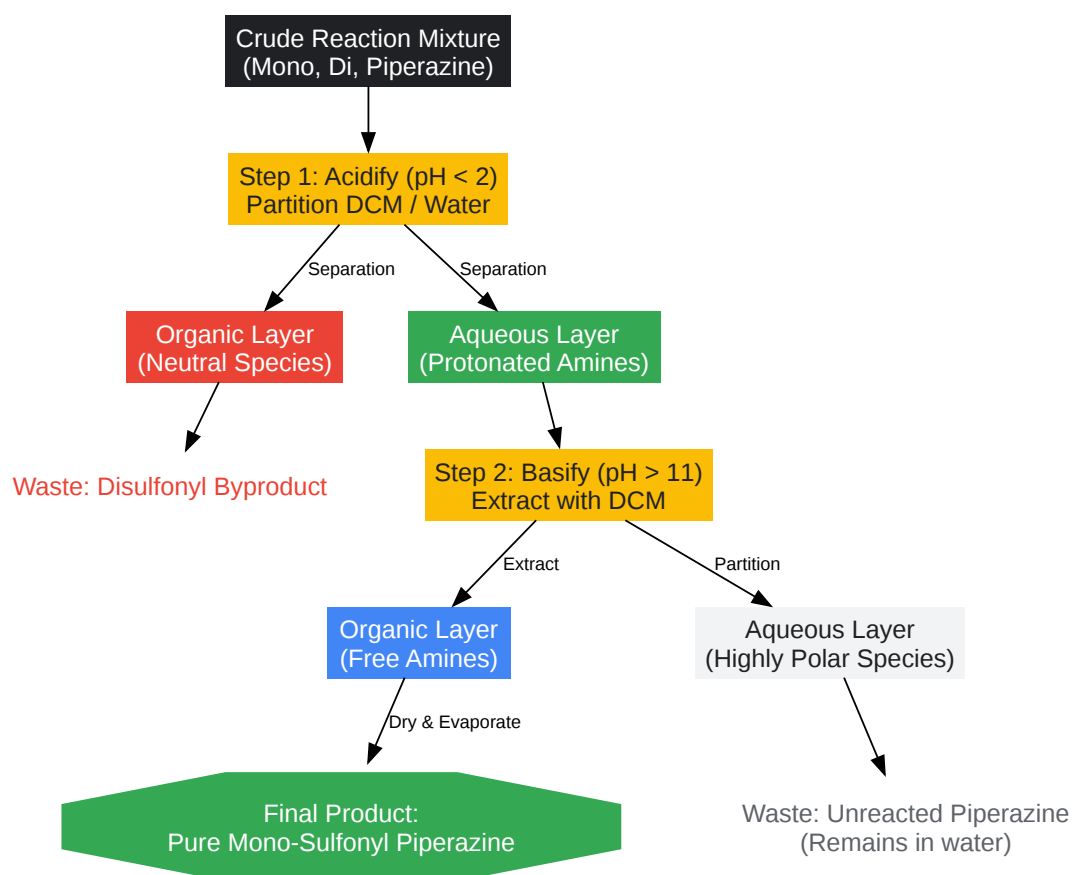 Crude Reaction Mixture
(Mono, Di, Piperazine)
Step 1: Acidify (pH < 2)
Partition DCM / Water
Separation
Separation
Organic Layer
(Neutral Species)
Aqueous Layer
(Protonated Amines)
Waste: Disulfonyl Byproduct
Step 2: Basify (pH > 11)
Extract with DCM
Extract
Partition
Organic Layer
(Free Amines)
Aqueous Layer
(Highly Polar Species)
Dry & Evaporate
Final Product:
Pure Mono-Sulfonyl Piperazine
Waste: Unreacted Piperazine
(Remains in water)